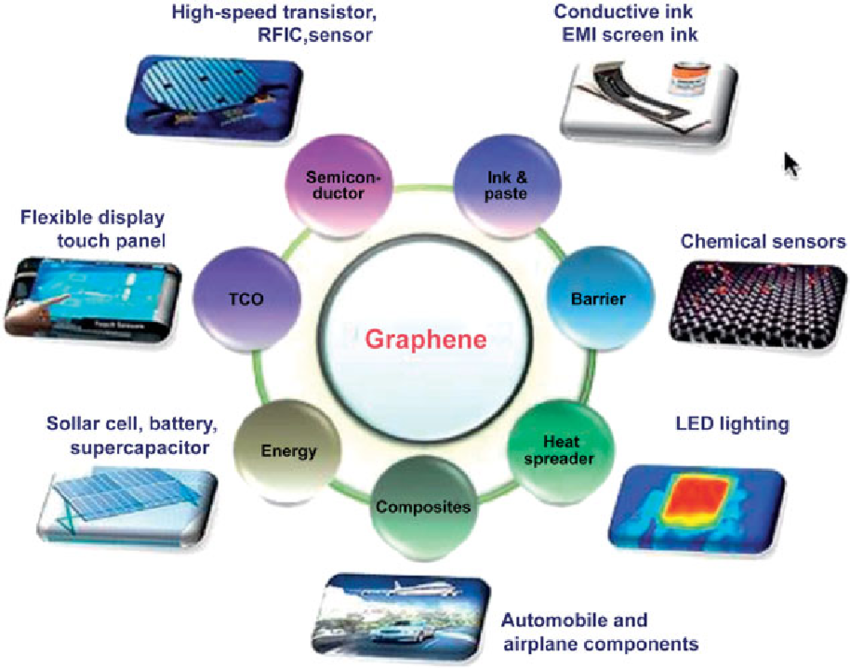 High-speed transistor,
RFIC,sensor
Conductive ink
EMI screen ink
Semicon-
ductor
Ink &
paste
Flexible display
touch panel
TCO
Barrier
Chemical sensors
Graphene
Sollar cell, battery,
supercapacitor
Energy
Heat
spreader
LED lighting
Composites
Automobile and
airplane components